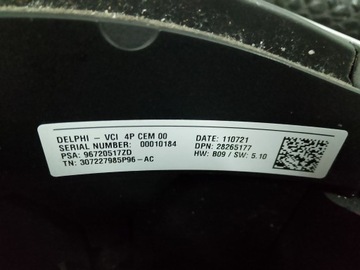 DELPHI - VCI 4P CEM 00
SERIAL NUMBER: 00010184
PSA: 96720517ZD
TN: 307227985P96-AC
DATE: 110721
DPN: 28265177
HW: B09 / SW: 5.10